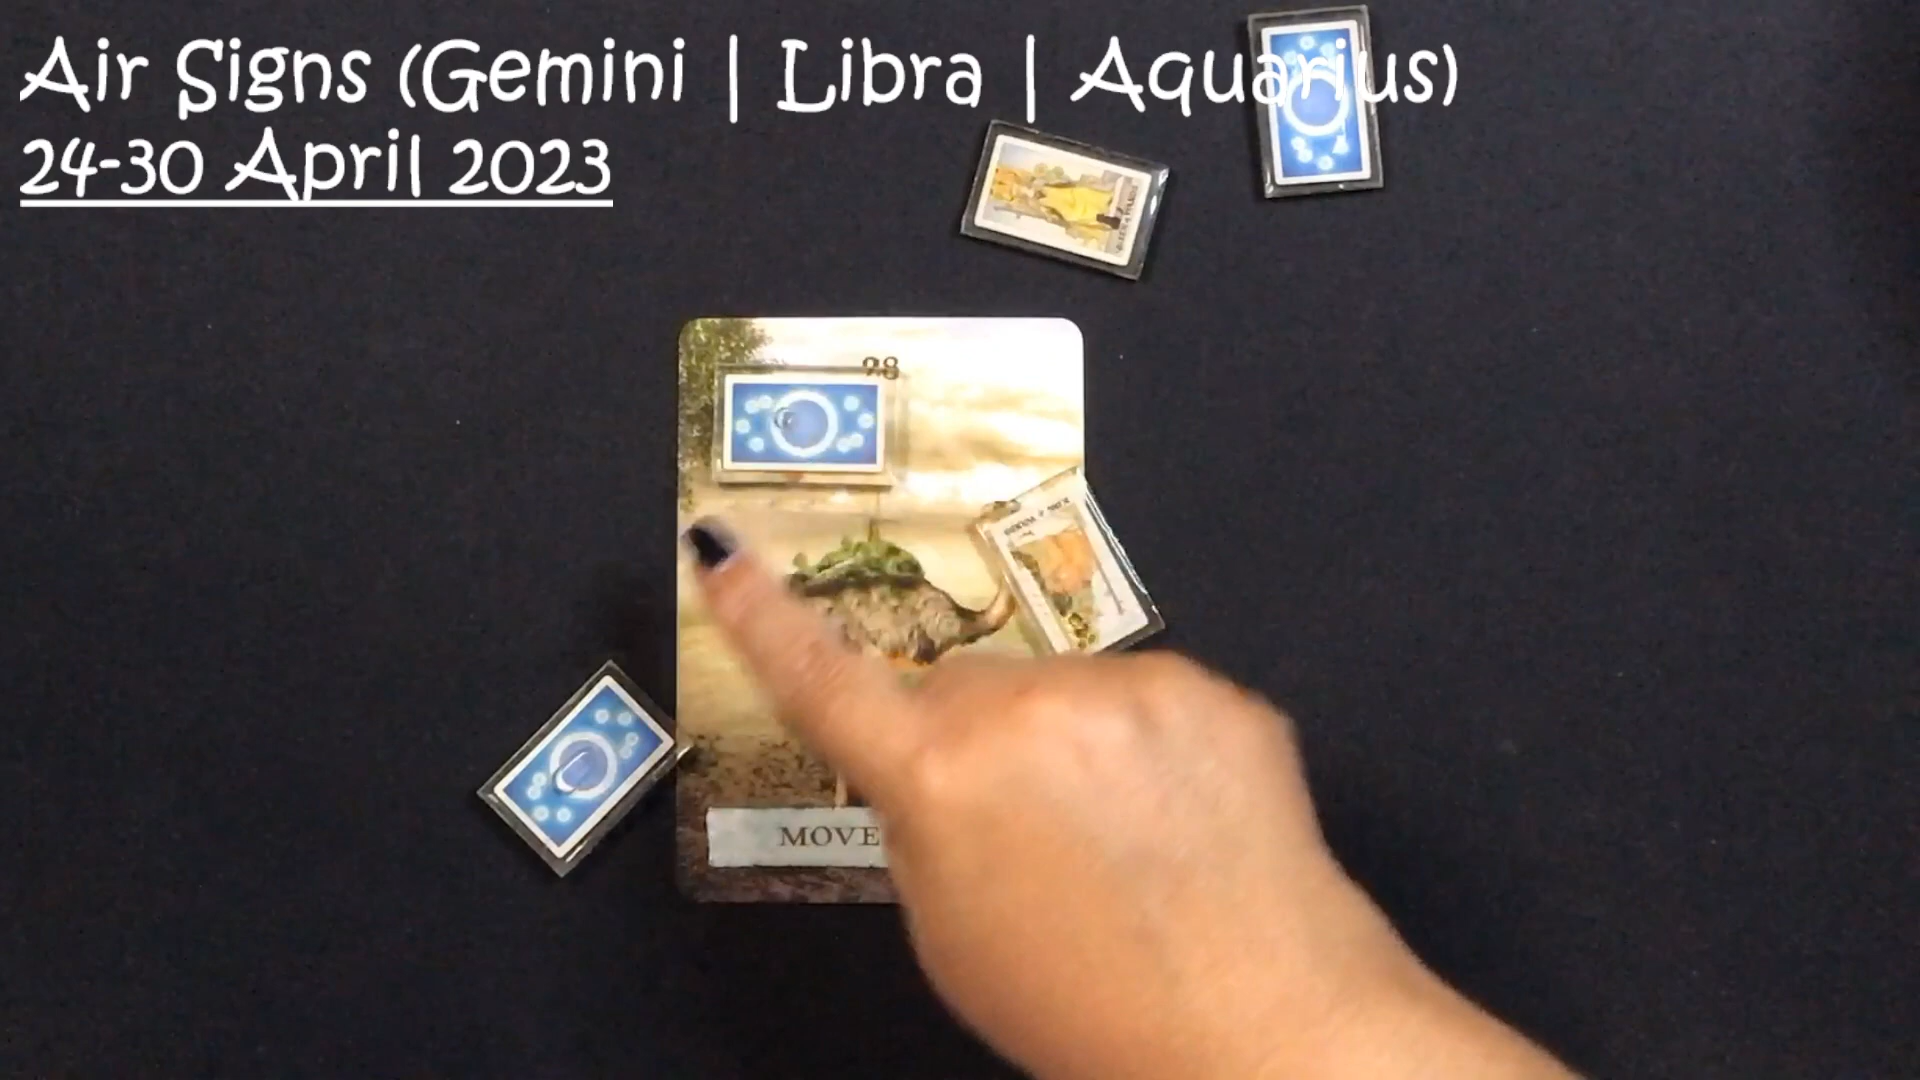 Air Signs (Gemini | Libra | Aquarius)
24-30 April 2023
28
MOVE